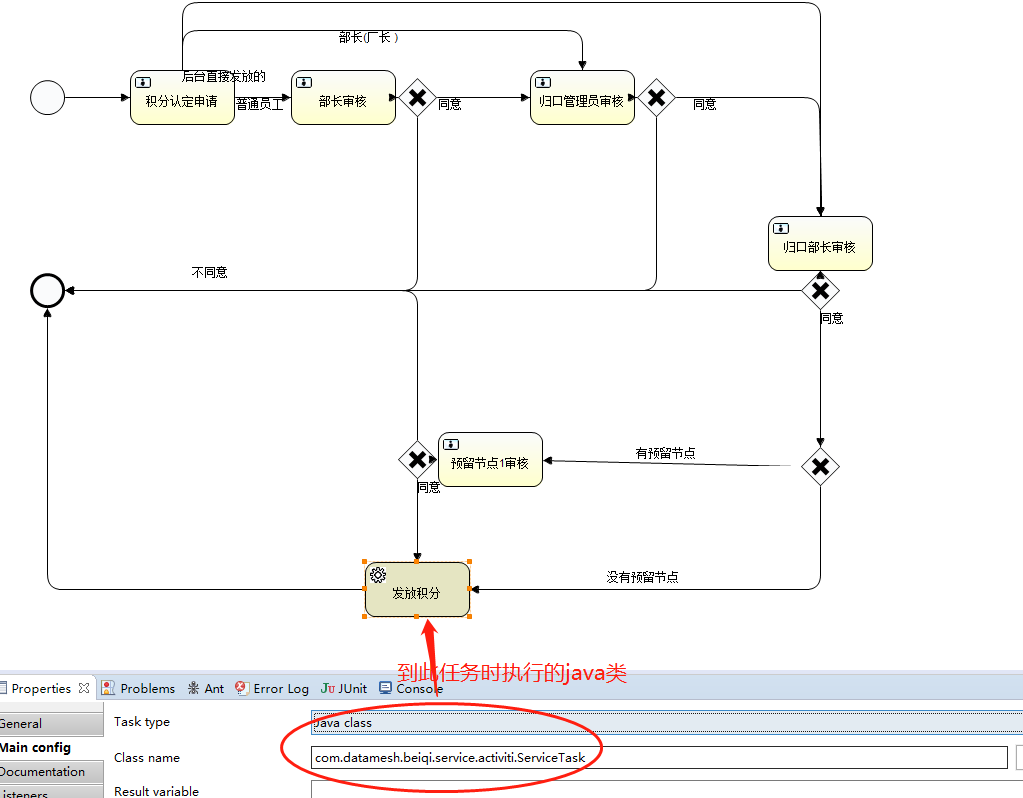 部长(厂长)
后台直接发放的
积分认定申请
普通员工
部长审核
同意
归口管理员审核
同意
归口部长审核
不同意
同意
预留节点1审核
有预留节点
同意
发放积分
没有预留节点
到此任务时执行的java类
Properties
Problems
Ant
Error Log
JUnit
Console
General
Main config
Documentation
Listeners
Task type
Java class
Class name
com.datamesh.beiqi.service.activiti.ServiceTask
Result variable